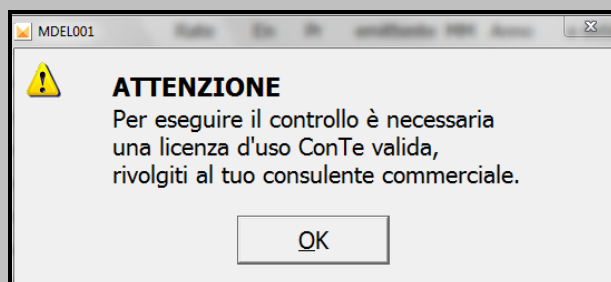 MDEL001
ATTENZIONE
Per eseguire il controllo è necessaria
una licenza d'uso ConTe valida,
rivolgiti al tuo consulente commerciale.
OK